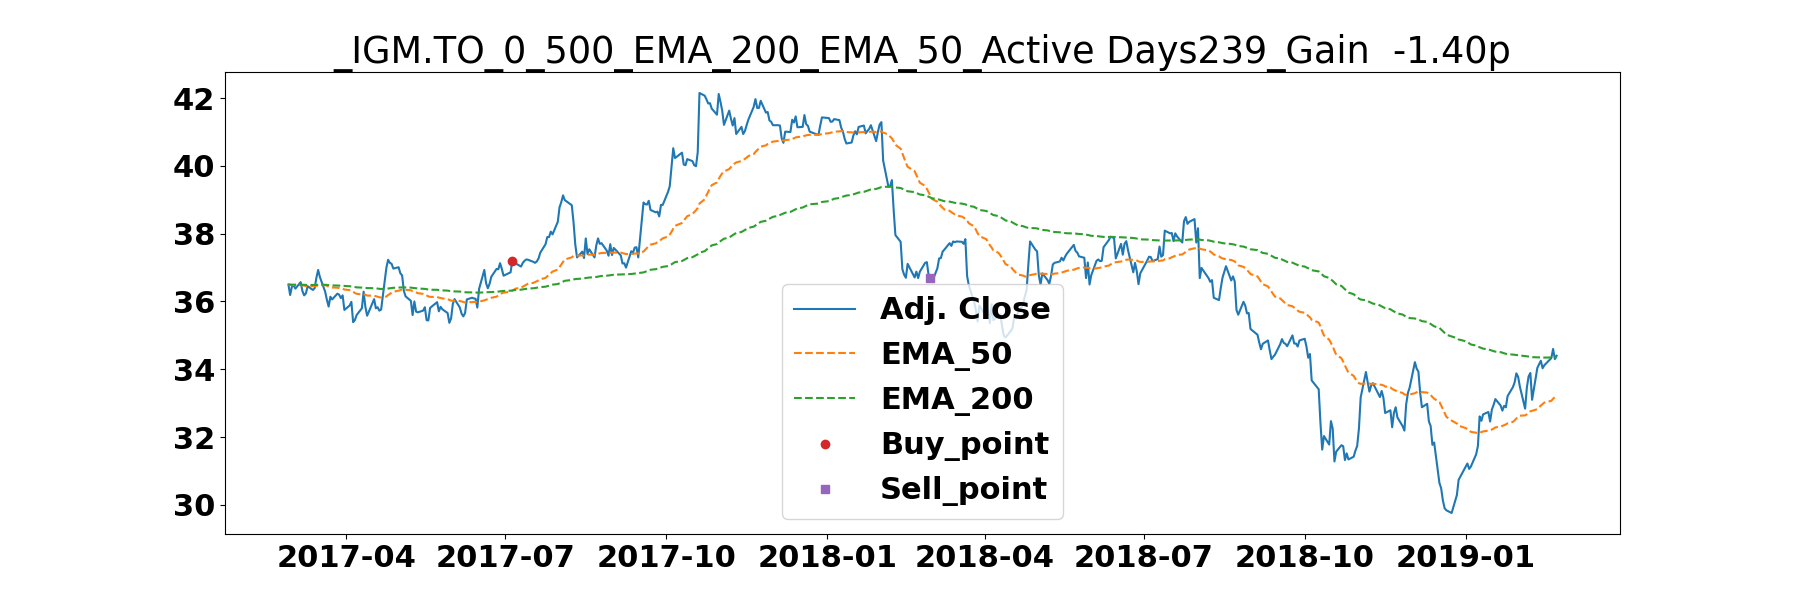 _IGM.TO_0_500_EMA_200_EMA_50_Active Days239_Gain  -1.40p
42
40
38
36
34
32
30
Adj. Close
EMA_50
EMA_200
Buy_point
Sell_point
2017-04 2017-07 2017-10 2018-01 2018-04 2018-07 2018-10 2019-01